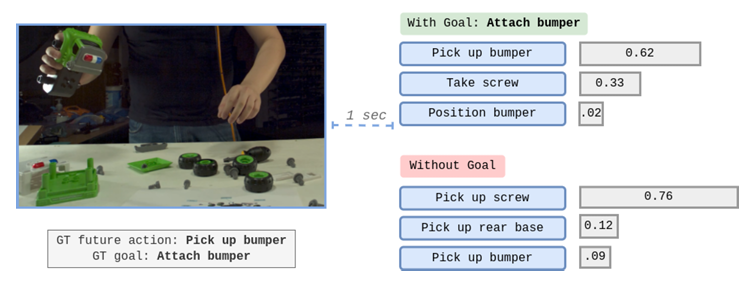 With Goal: Attach bumper
Pick up bumper 0.62
Take screw 0.33
Position bumper .02
1 sec
Without Goal
Pick up screw 0.76
Pick up rear base 0.12
Pick up bumper .09
GT future action: Pick up bumper
GT goal: Attach bumper